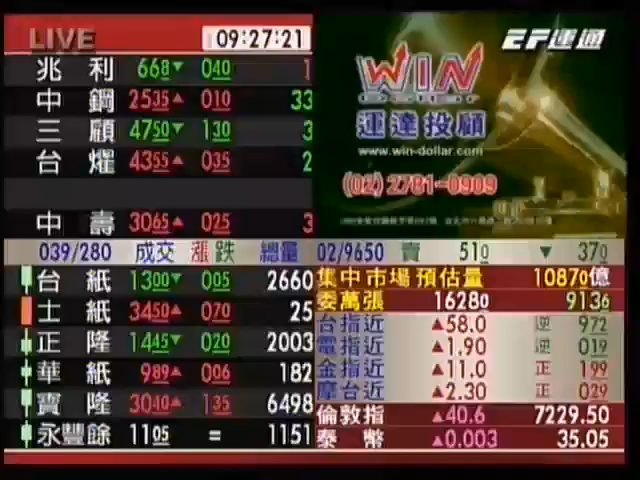 LIVE 09:27:21
兆利 668▼ 040 1
中鋼 2535▲ 010 33
三顧 4750▼ 130 3
台燿 4355▲ 035 2
中壽 3065▲ 025 3
EF運通
WIN
運達投顧
www.win-dollar.com
(02) 2781-0909
039/280 成交 漲跌 總量
台紙 1300▼ 005 2660
士紙 3450▲ 070 25
正隆 1445▼ 020 2003
華紙 989▲ 006 182
寶隆 3040▲ 135 6498
永豐餘 1105 = 1151
02/9650 賣 510 ▼ 370
集中市場預估量 10870億
委萬張 16280 9136
台指近 ▲58.0 逆 972
電指近 ▲1.90 逆 019
金指近 ▲11.0 正 199
摩台近 ▲2.30 正 029
倫敦指 ▲40.6 7229.50
泰幣 ▲0.003 35.05